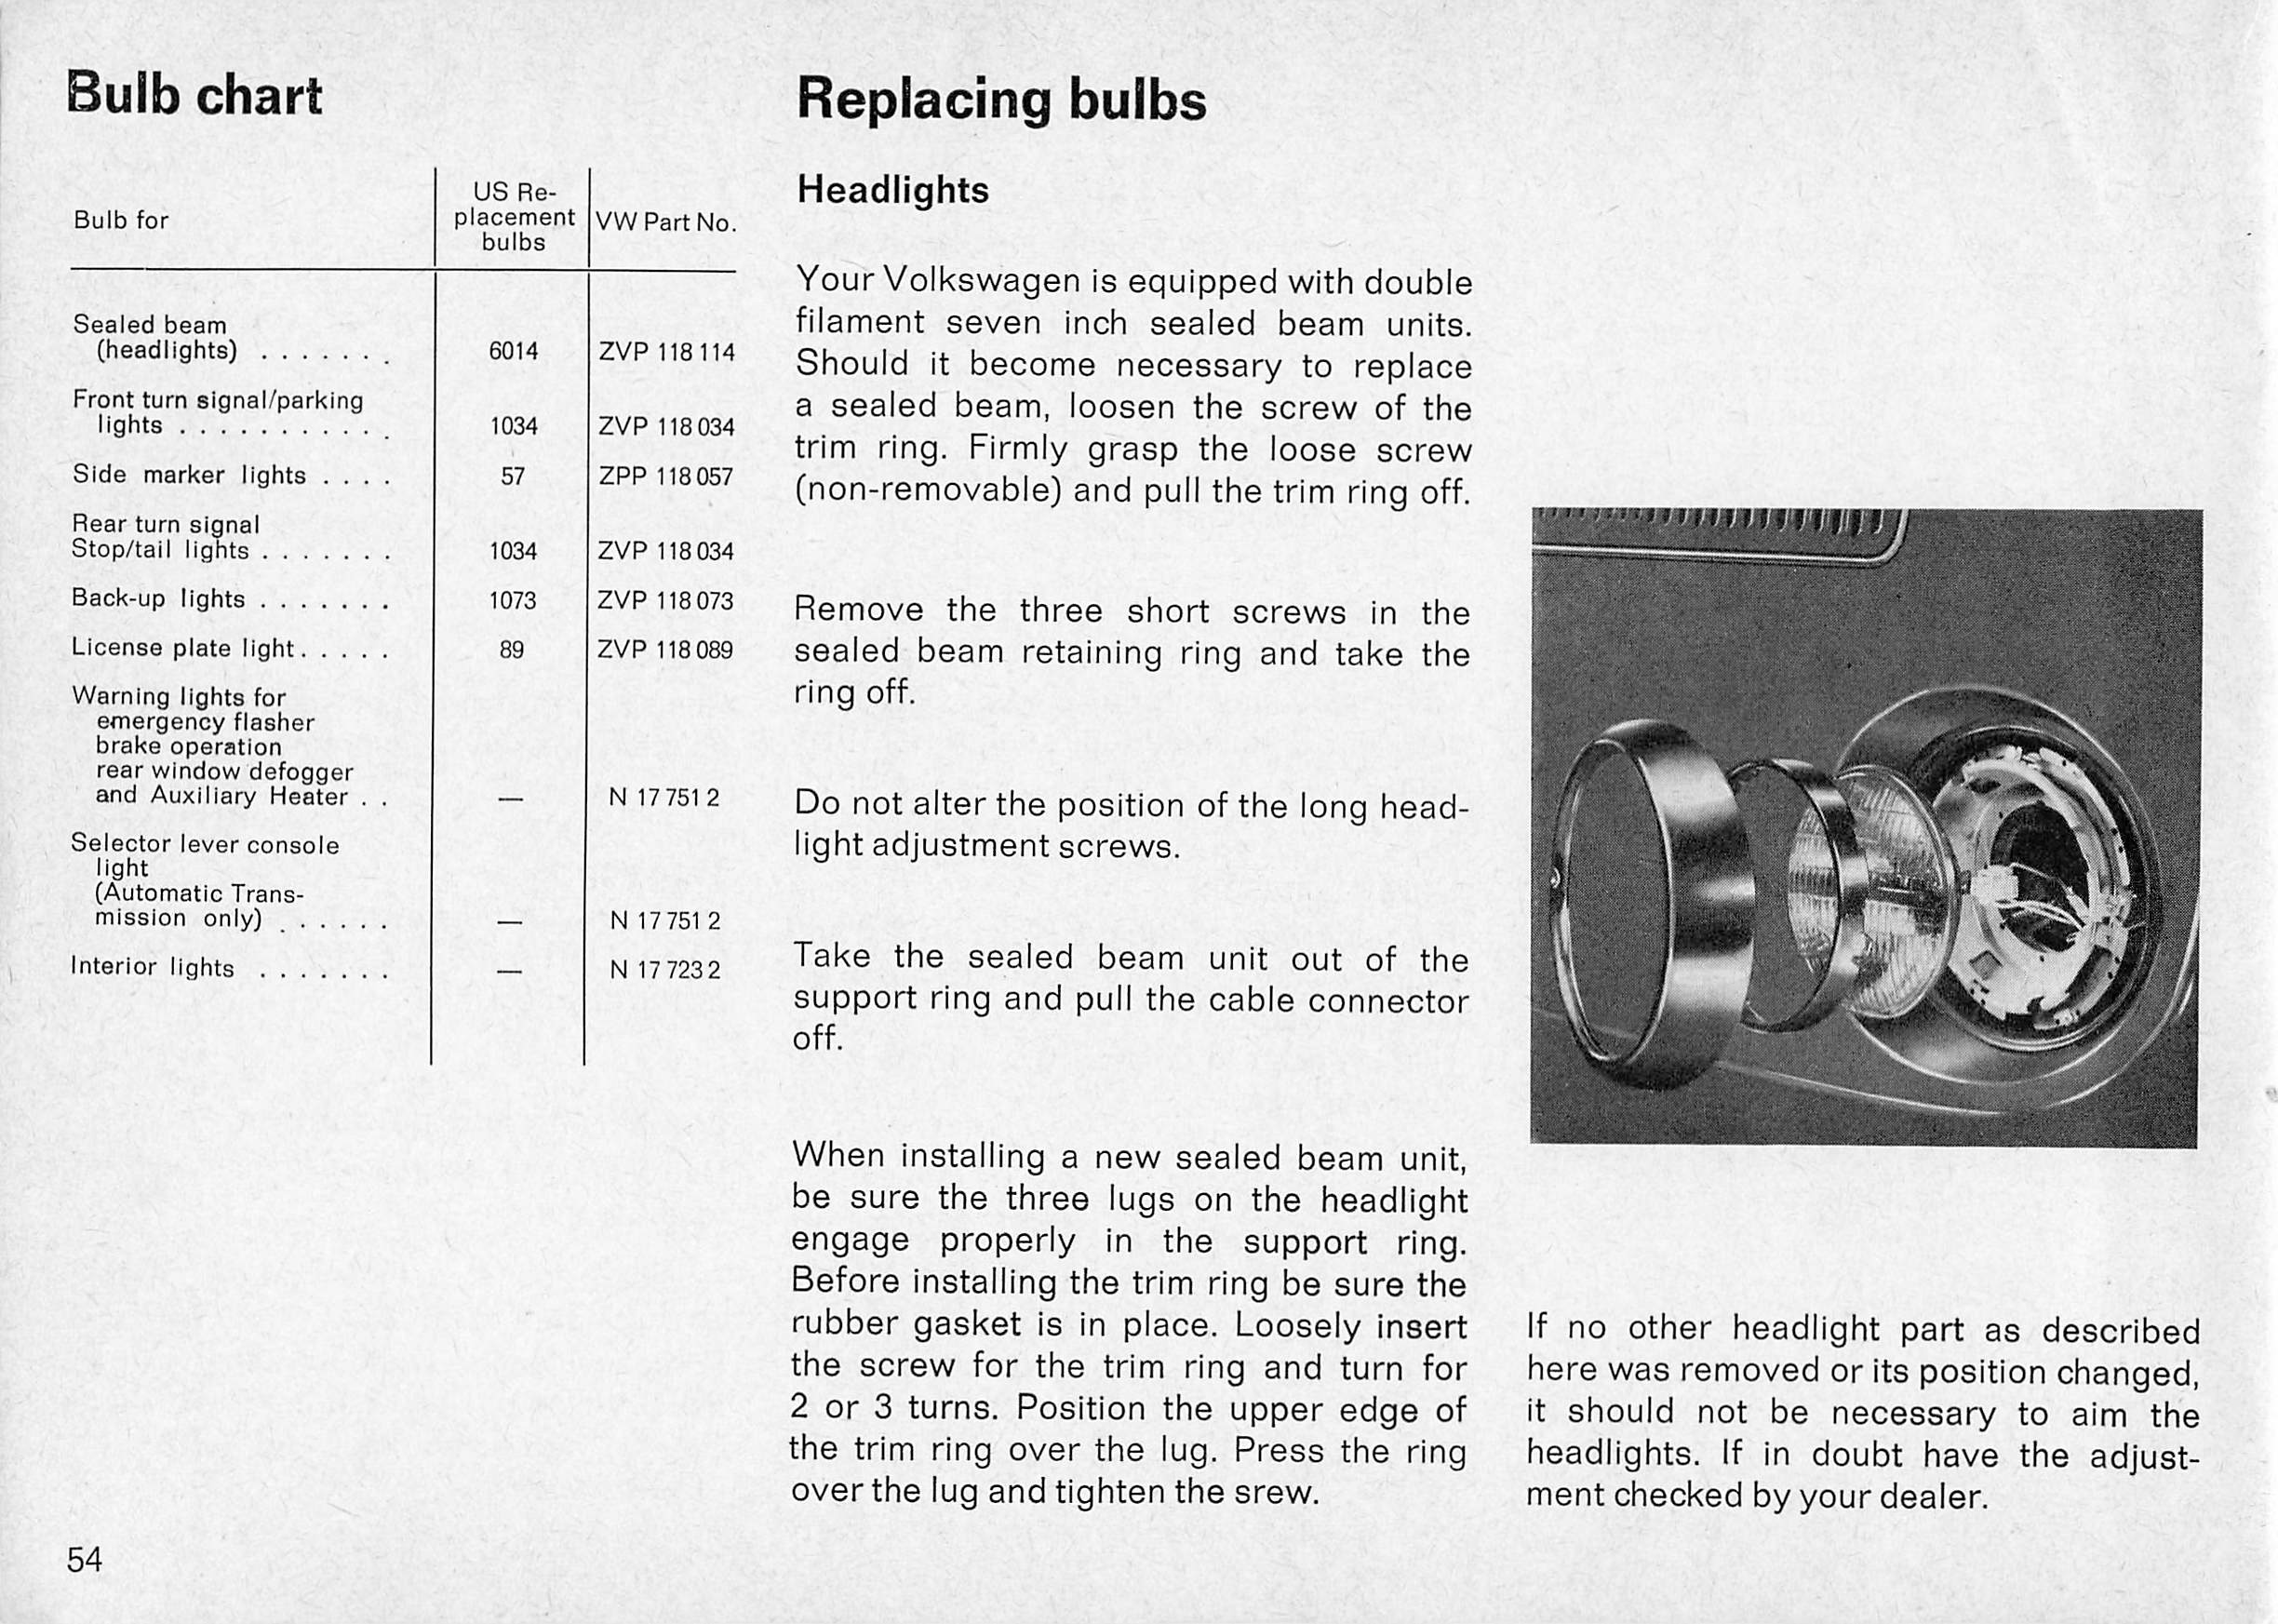 Bulb chart
Bulb for
US Re-
placement
bulbs
VW Part No.
Sealed beam
(headlights) . . . . . . . 6014 ZVP 118 114
Front turn signal/parking
lights . . . . . . . . . . . 1034 ZVP 118 034
Side marker lights . . . . 57 ZPP 118 057
Rear turn signal
Stop/tail lights . . . . . . . 1034 ZVP 118 034
Back-up lights . . . . . . . 1073 ZVP 118 073
License plate light . . . . . 89 ZVP 118 089
Warning lights for
emergency flasher
brake operation
rear window defogger
and Auxiliary Heater . . — N 17 751 2
Selector lever console
light
(Automatic Trans-
mission only) . . . . . . — N 17 751 2
Interior lights . . . . . . . — N 17 723 2
Replacing bulbs
Headlights
Your Volkswagen is equipped with double
filament seven inch sealed beam units.
Should it become necessary to replace
a sealed beam, loosen the screw of the
trim ring. Firmly grasp the loose screw
(non-removable) and pull the trim ring off.
Remove the three short screws in the
sealed beam retaining ring and take the
ring off.
Do not alter the position of the long head-
light adjustment screws.
Take the sealed beam unit out of the
support ring and pull the cable connector
off.
When installing a new sealed beam unit,
be sure the three lugs on the headlight
engage properly in the support ring.
Before installing the trim ring be sure the
rubber gasket is in place. Loosely insert
the screw for the trim ring and turn for
2 or 3 turns. Position the upper edge of
the trim ring over the lug. Press the ring
over the lug and tighten the srew.
If no other headlight part as described
here was removed or its position changed,
it should not be necessary to aim the
headlights. If in doubt have the adjust-
ment checked by your dealer.
54